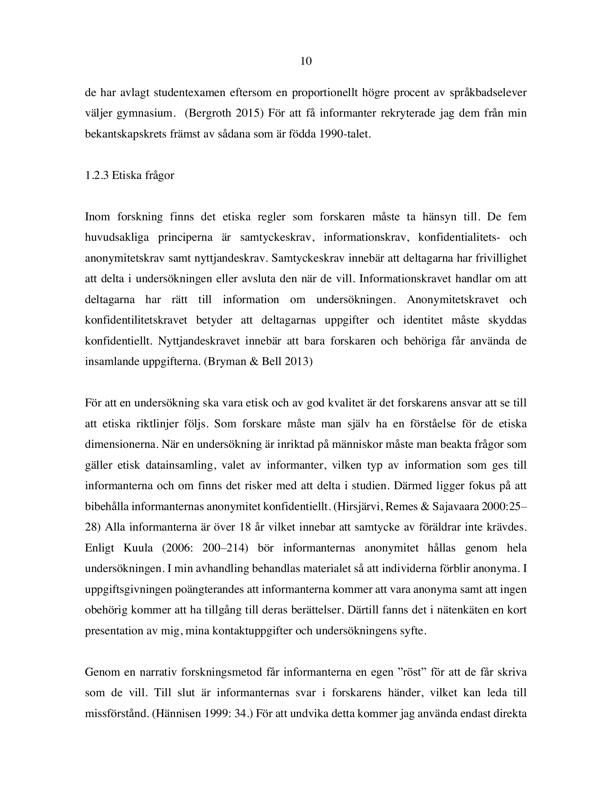 10
de har avlagt studentexamen eftersom en proportionellt högre procent av språkbadselever
väljer gymnasium. (Bergroth 2015) För att få informanter rekryterade jag dem från min
bekantskapskrets främst av sådana som är födda 1990-talet.
1.2.3 Etiska frågor
Inom forskning finns det etiska regler som forskaren måste ta hänsyn till. De fem
huvudsakliga principerna är samtyckeskrav, informationskrav, konfidentialitets- och
anonymitetskrav samt nyttjandeskrav. Samtyckeskrav innebär att deltagarna har frivillighet
att delta i undersökningen eller avsluta den när de vill. Informationskravet handlar om att
deltagarna har rätt till information om undersökningen. Anonymitetskravet och
konfidentilitetskravet betyder att deltagarnas uppgifter och identitet måste skyddas
konfidentiellt. Nyttjandeskravet innebär att bara forskaren och behöriga får använda de
insamlande uppgifterna. (Bryman & Bell 2013)
För att en undersökning ska vara etisk och av god kvalitet är det forskarens ansvar att se till
att etiska riktlinjer följs. Som forskare måste man själv ha en förståelse för de etiska
dimensionerna. När en undersökning är inriktad på människor måste man beakta frågor som
gäller etisk datainsamling, valet av informanter, vilken typ av information som ges till
informanterna och om finns det risker med att delta i studien. Därmed ligger fokus på att
bibehålla informanternas anonymitet konfidentiellt. (Hirsjärvi, Remes & Sajavaara 2000:25–
28) Alla informanterna är över 18 år vilket innebar att samtycke av föräldrar inte krävdes.
Enligt Kuula (2006: 200–214) bör informanternas anonymitet hållas genom hela
undersökningen. I min avhandling behandlas materialet så att individerna förblir anonyma. I
uppgiftsgivningen poängterandes att informanterna kommer att vara anonyma samt att ingen
obehörig kommer att ha tillgång till deras berättelser. Därtill fanns det i nätenkäten en kort
presentation av mig, mina kontaktuppgifter och undersökningens syfte.
Genom en narrativ forskningsmetod får informanterna en egen ”röst” för att de får skriva
som de vill. Till slut är informanternas svar i forskarens händer, vilket kan leda till
missförstånd. (Hännisen 1999: 34.) För att undvika detta kommer jag använda endast direkta